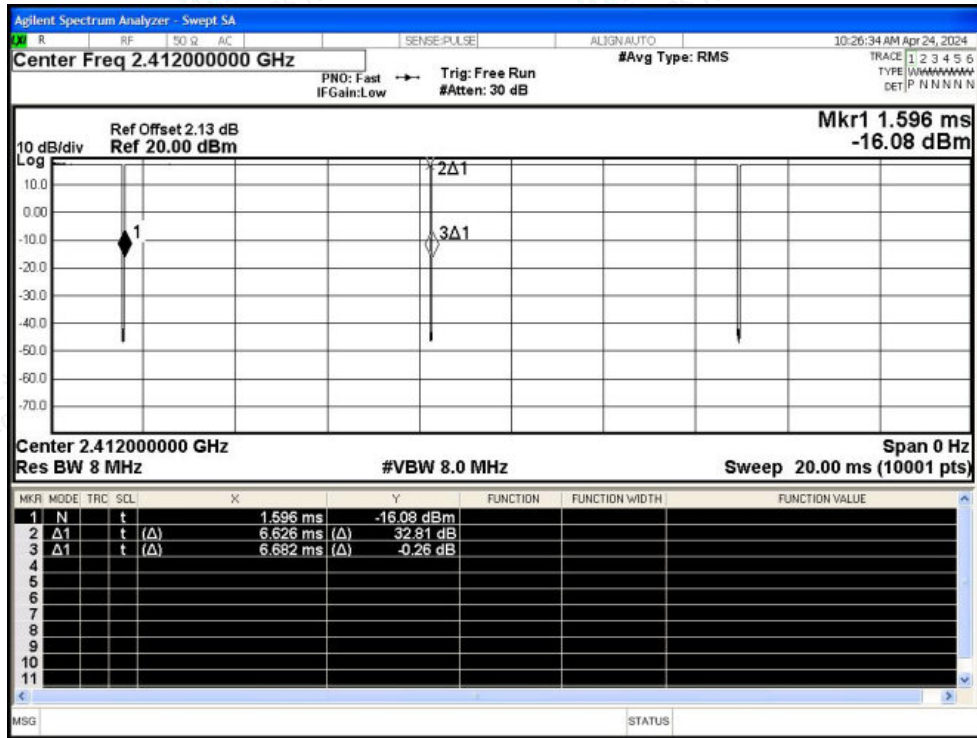 Agilent Spectrum Analyzer - Swept SA
LXI R RF 50 Ω AC SENSE:PULSE ALIGN AUTO 10:26:34 AM Apr 24, 2024
Center Freq 2.412000000 GHz #Avg Type: RMS TRACE 1 2 3 4 5 6
PNO: Fast Trig: Free Run TYPE
IFGain:Low #Atten: 30 dB DET P N N N N N
Mkr1 1.596 ms
Ref Offset 2.13 dB
10 dB/div Ref 20.00 dBm -16.08 dBm
Log
10.0
0.00
-10.0
-20.0
-30.0
-40.0
-50.0
-60.0
-70.0
2Δ1
1
3Δ1
Center 2.412000000 GHz Span 0 Hz
Res BW 8 MHz #VBW 8.0 MHz Sweep 20.00 ms (10001 pts)
MKR MODE TRC SCL X Y FUNCTION FUNCTION WIDTH FUNCTION VALUE
1 N t 1.596 ms -16.08 dBm
2 Δ1 t (Δ) 6.626 ms (Δ) 32.81 dB
3 Δ1 t (Δ) 6.682 ms (Δ) -0.26 dB
4
5
6
7
8
9
10
11
MSG STATUS